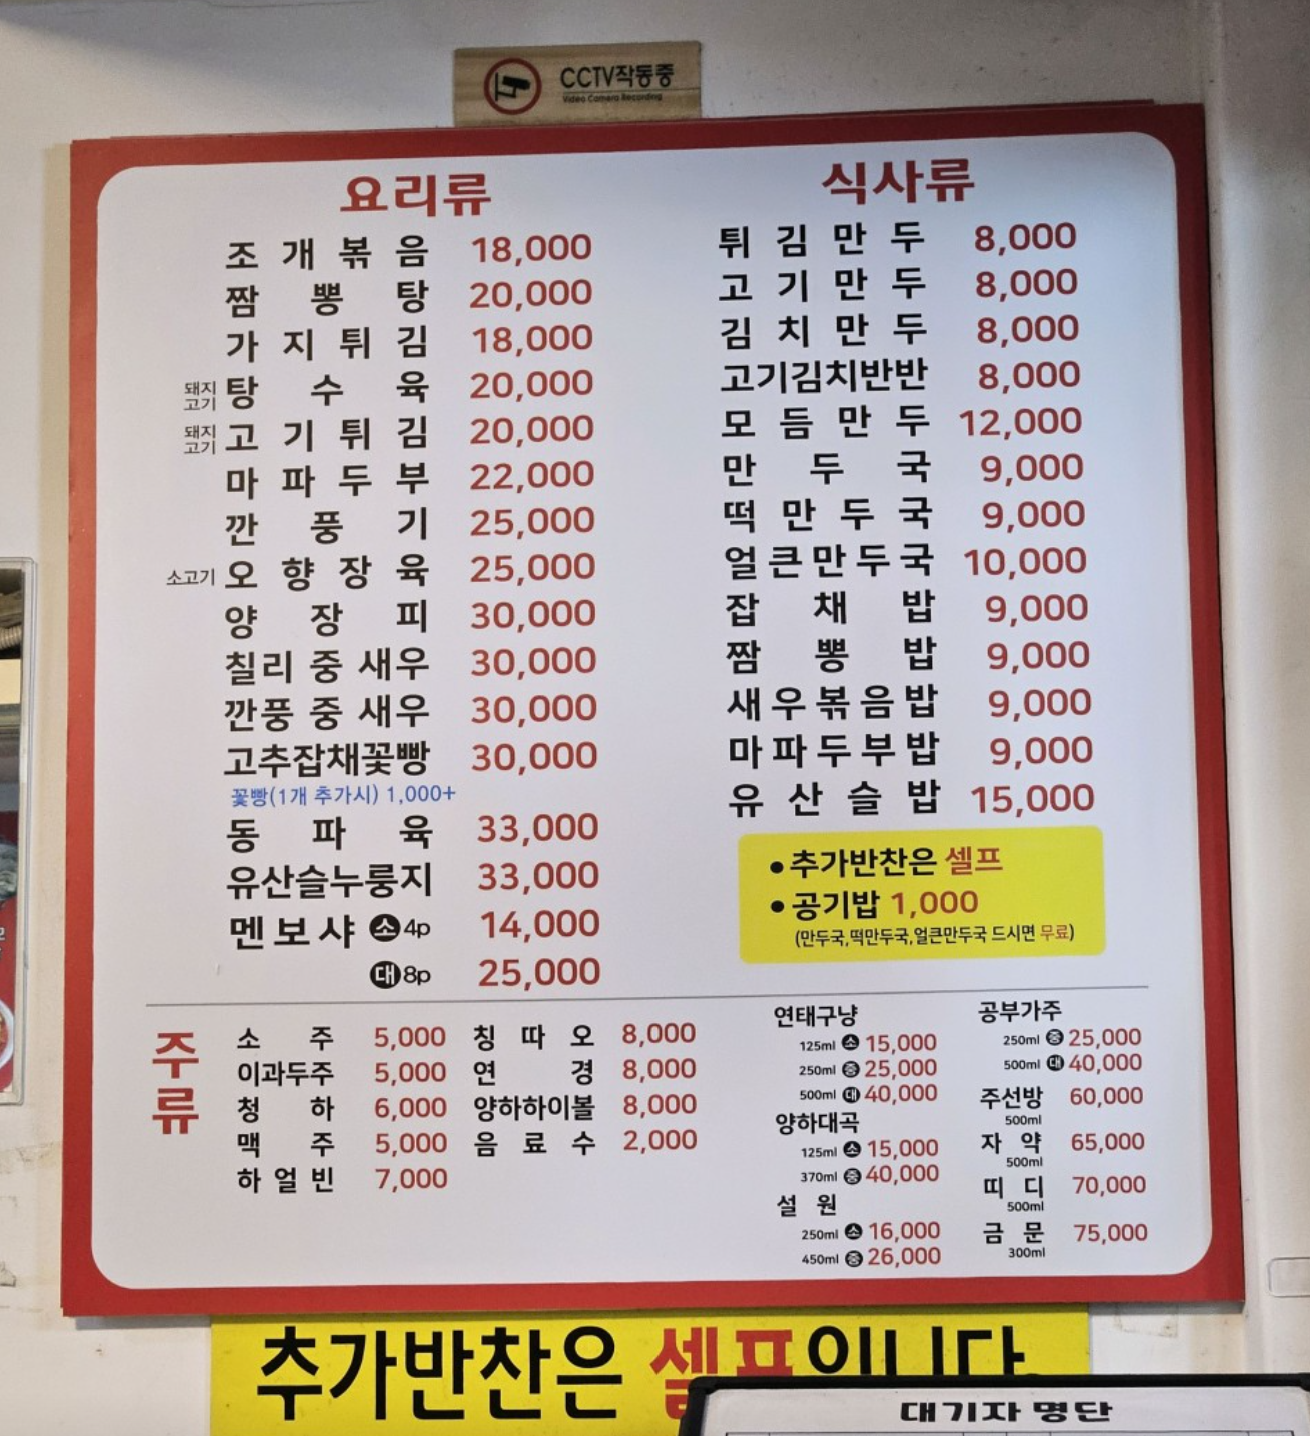 CCTV작동중
Video Camera Recording
요리류
조개볶음 18,000
짬뽕탕 20,000
가지튀김 18,000
돼지고기 탕수육 20,000
돼지고기 고기튀김 20,000
마파두부 22,000
깐풍기 25,000
소고기 오향장육 25,000
양장피 30,000
칠리중새우 30,000
깐풍중새우 30,000
고추잡채꽃빵 30,000
꽃빵(1개 추가시) 1,000+
동파육 33,000
유산슬누룽지 33,000
멘보샤 소 4p 14,000
대 8p 25,000
식사류
튀김만두 8,000
고기만두 8,000
김치만두 8,000
고기김치반반 8,000
모듬만두 12,000
만두국 9,000
떡만두국 9,000
얼큰만두국 10,000
잡채밥 9,000
짬뽕밥 9,000
새우볶음밥 9,000
마파두부밥 9,000
유산슬밥 15,000
• 추가반찬은 셀프
• 공기밥 1,000
(만두국,떡만두국,얼큰만두국 드시면 무료)
주류
소주 5,000
이과두주 5,000
청하 6,000
맥주 5,000
하얼빈 7,000
칭따오 8,000
연경 8,000
양하하이볼 8,000
음료수 2,000
연태구냥
125ml 소 15,000
250ml 중 25,000
500ml 대 40,000
양하대곡
125ml 소 15,000
370ml 중 40,000
설원
250ml 소 16,000
450ml 중 26,000
공부가주
250ml 중 25,000
500ml 대 40,000
주선방 60,000
500ml
자약 65,000
500ml
띠디 70,000
500ml
금문 75,000
300ml
추가반찬은 셀프입니다.
대기자 명단